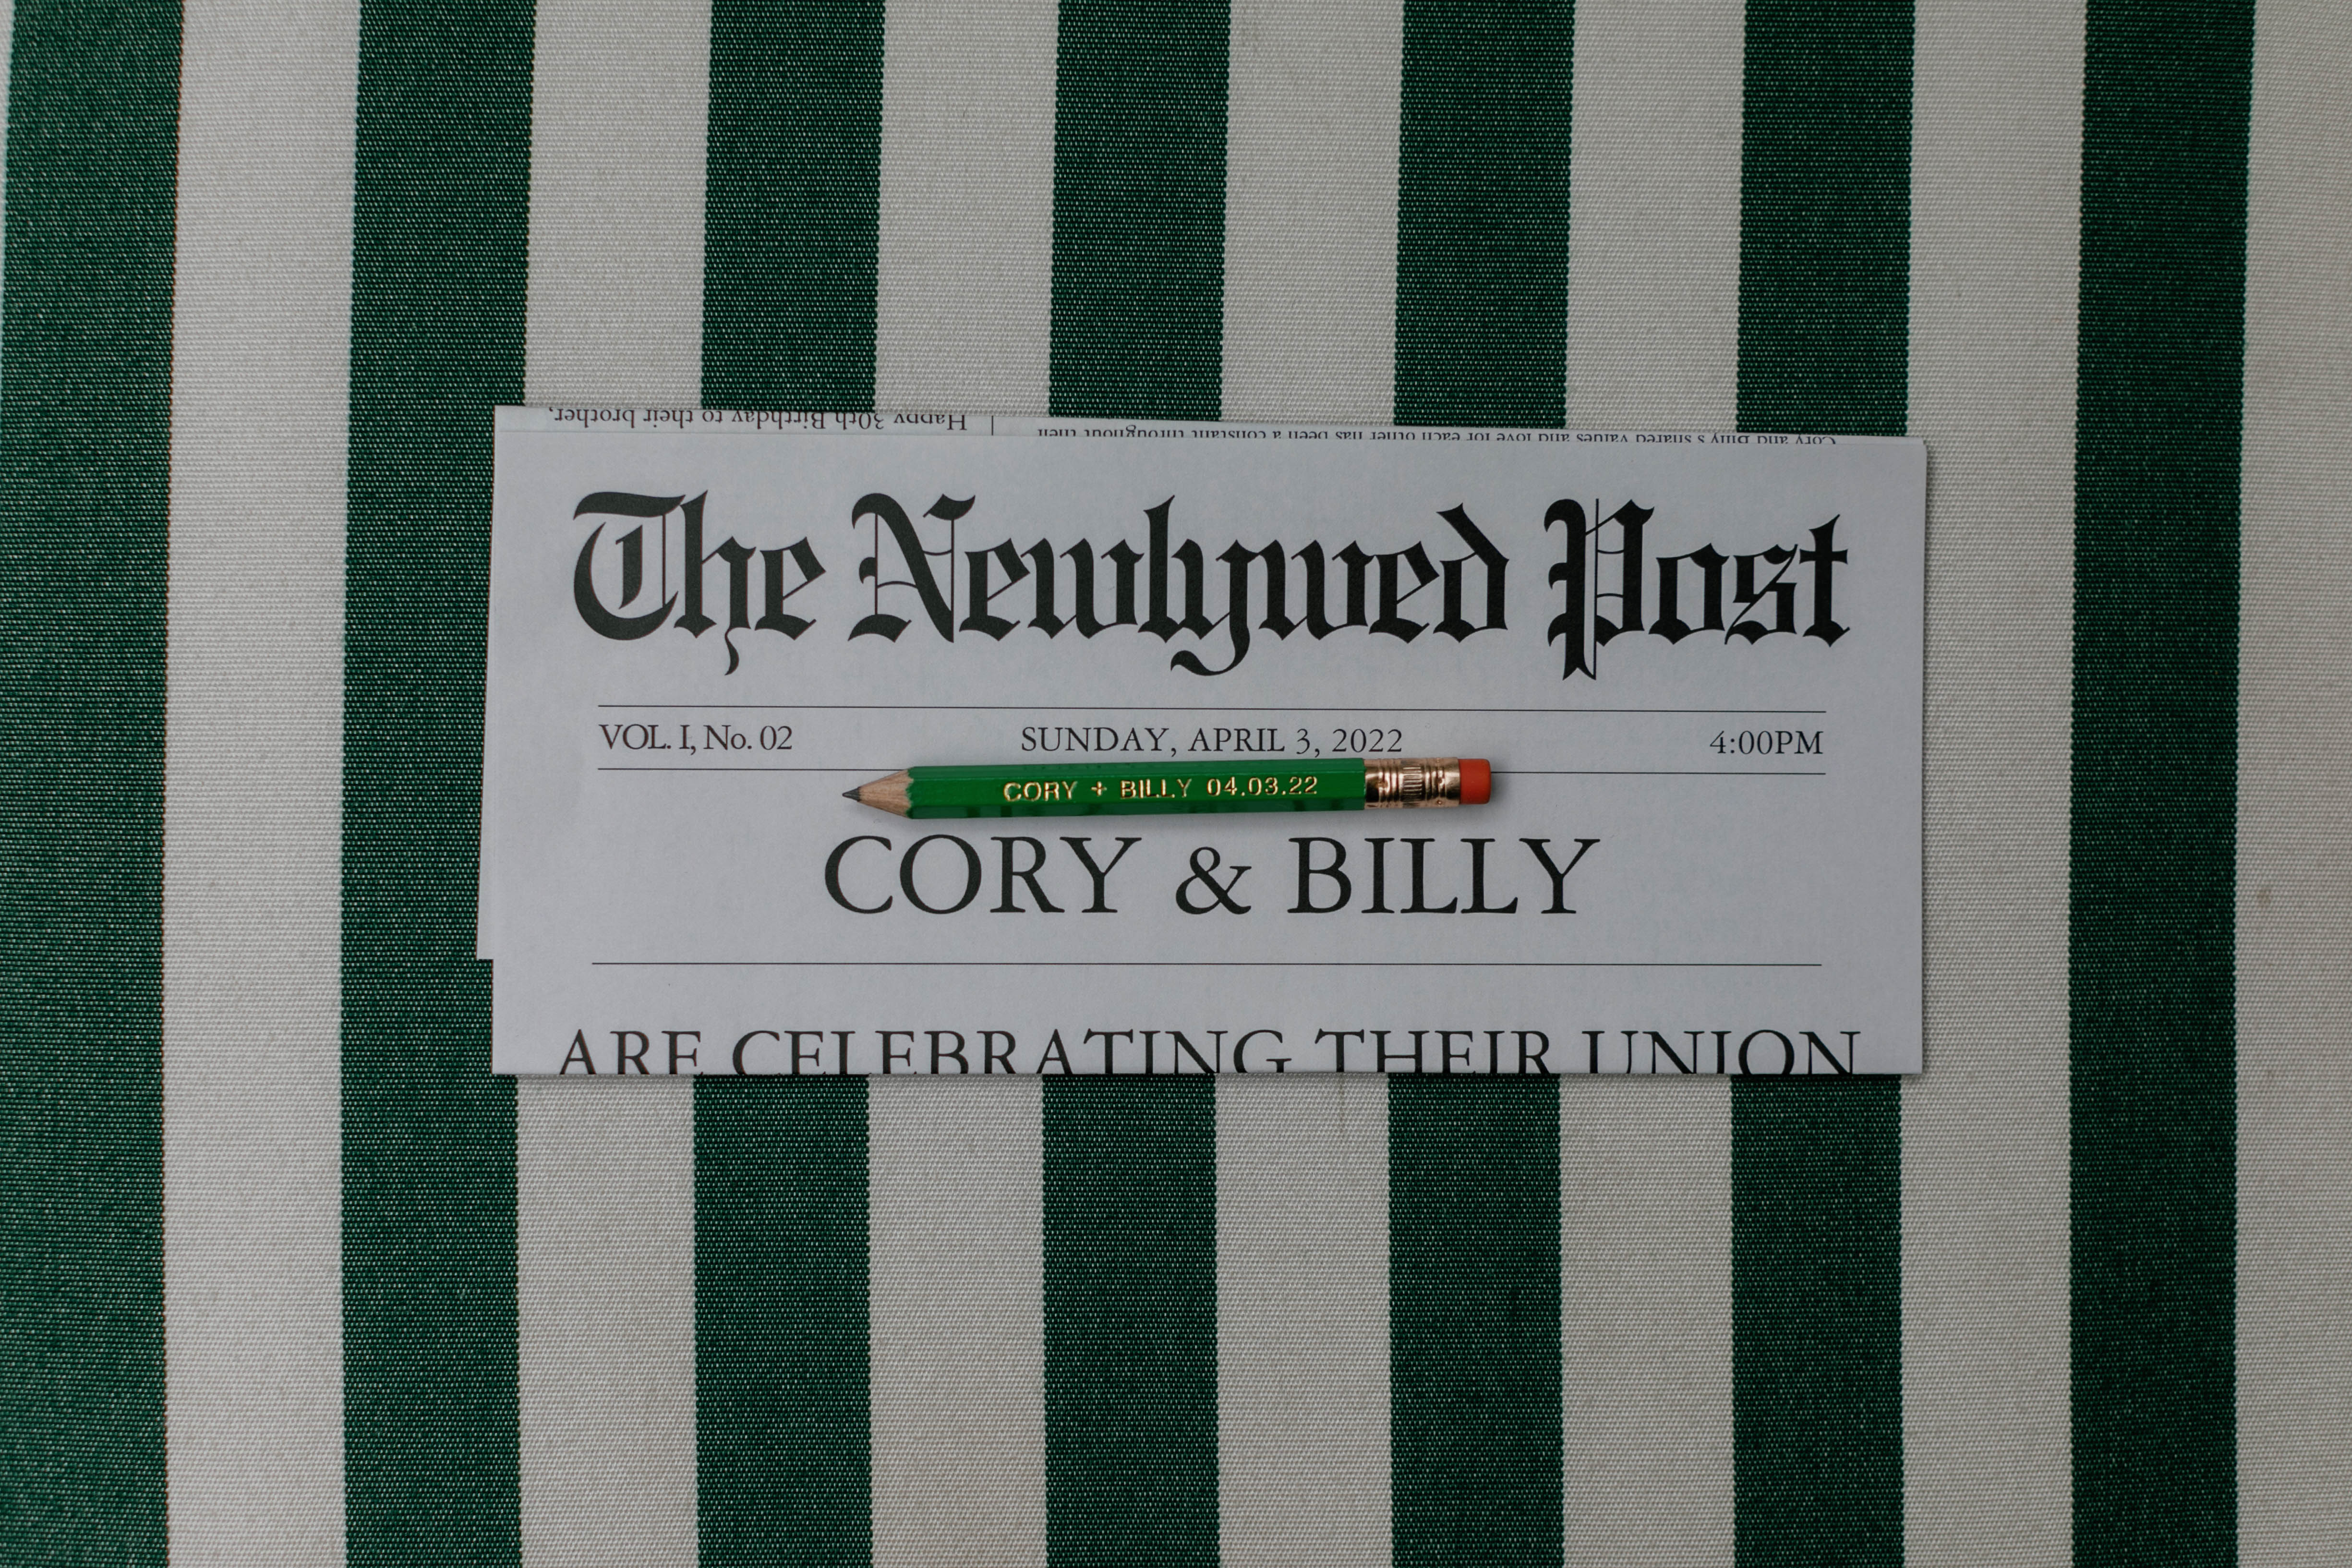 Happy 30th Birthday to their brother,
Cory and Billy's shared values and love for each other has been a constant throughout their
The Newlywed Post
VOL. I, No. 02 SUNDAY, APRIL 3, 2022 4:00PM
CORY + BILLY 04.03.22
CORY & BILLY
ARE CELEBRATING THEIR UNION